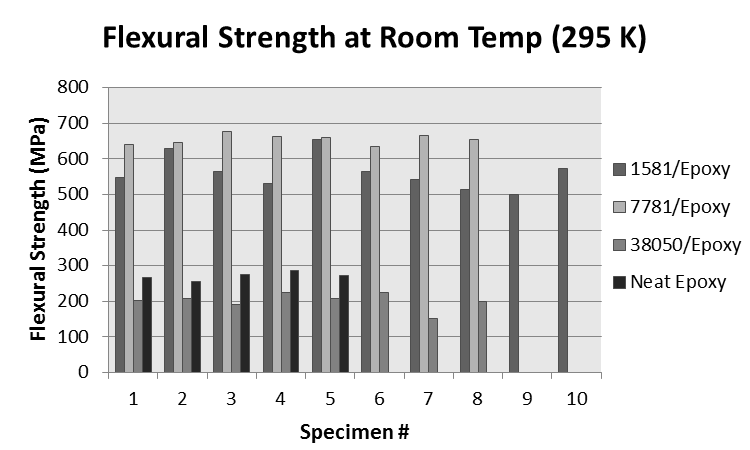 Flexural Strength at Room Temp (295 K)
800
700
600
500
400
300
200
100
0
Flexural Strength (MPa)
1 2 3 4 5 6 7 8 9 10
Specimen #
1581/Epoxy
7781/Epoxy
38050/Epoxy
Neat Epoxy